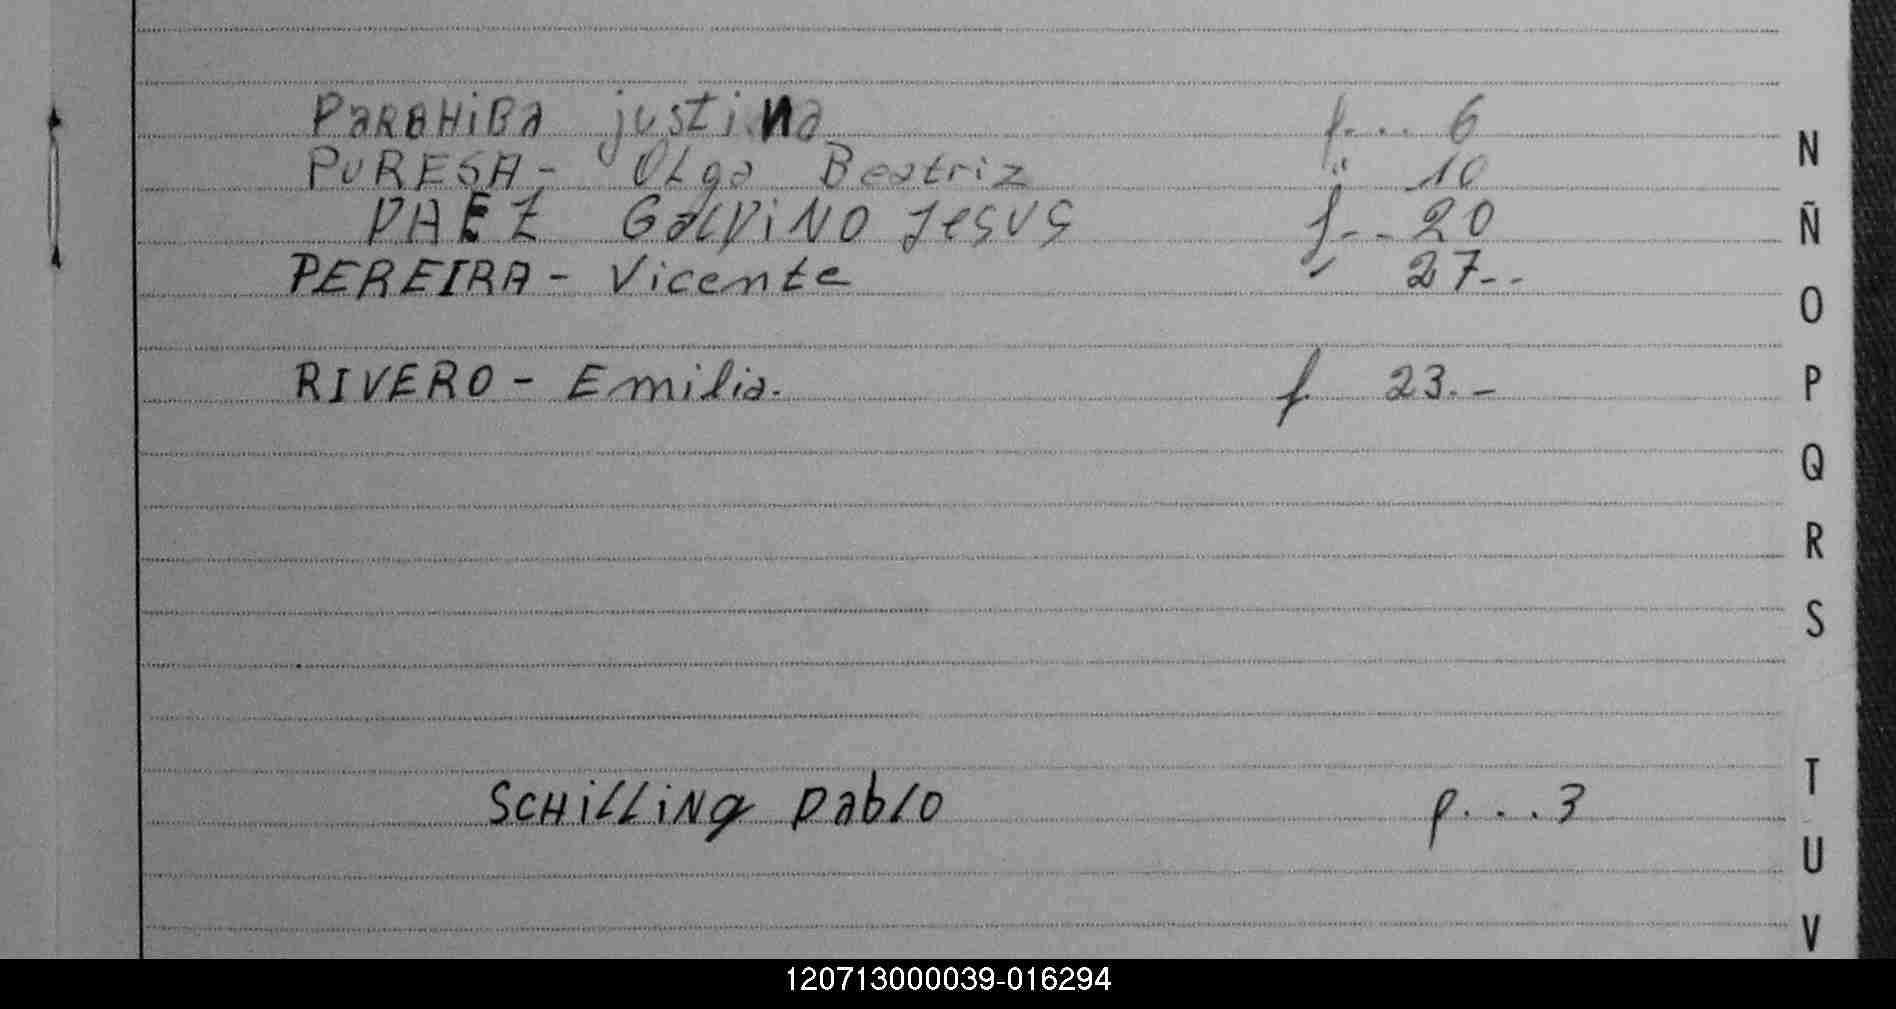 PARAHIBA justina f... 6
PURESA - OLga Beatriz " 10
PAEZ GALPINO JESUS f-- 20
PEREIRA - Vicente " 27--
RIVERO - Emilia. f 23.-
SCHILLING Pablo f...3
N
Ñ
O
P
Q
R
S
T
U
V
120713000039-016294